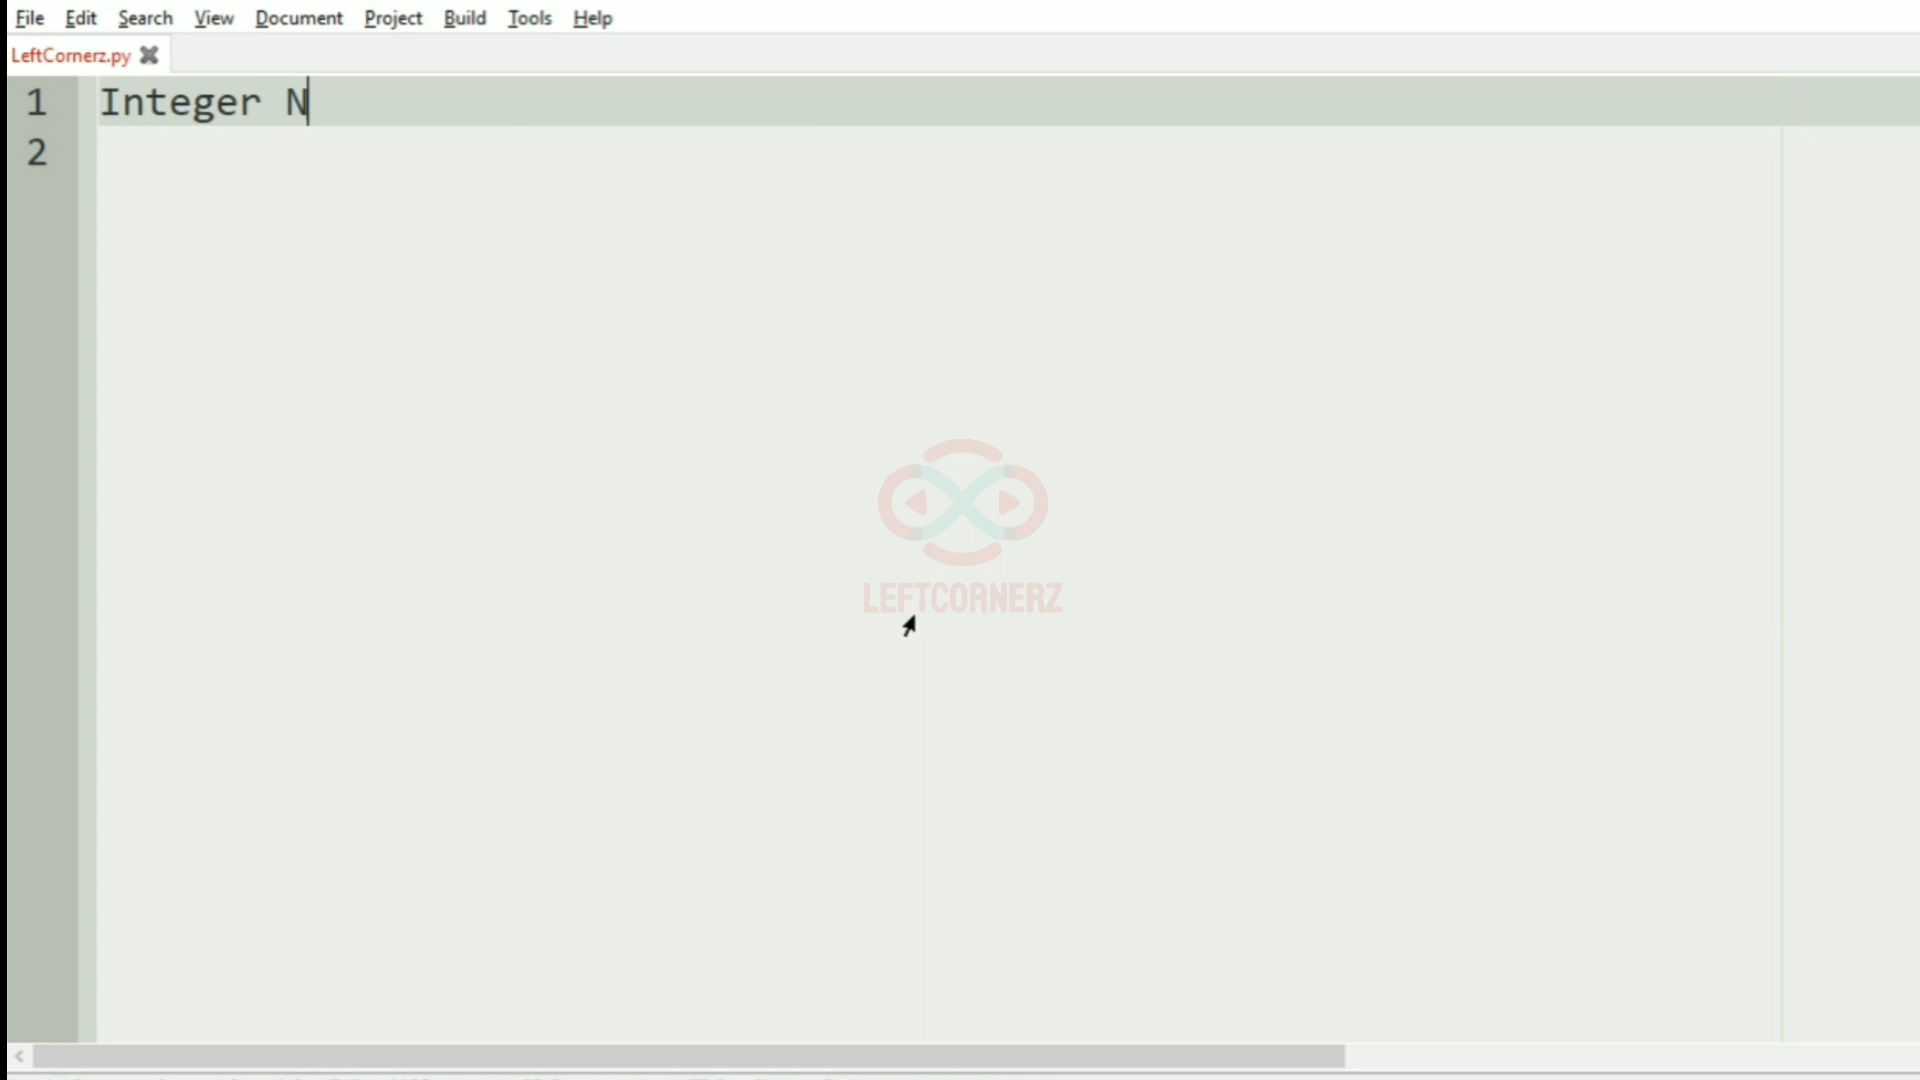 File Edit Search View Document Project Build Tools Help
LeftCornerz.py
1 Integer N
2
LEFTCORNERZ